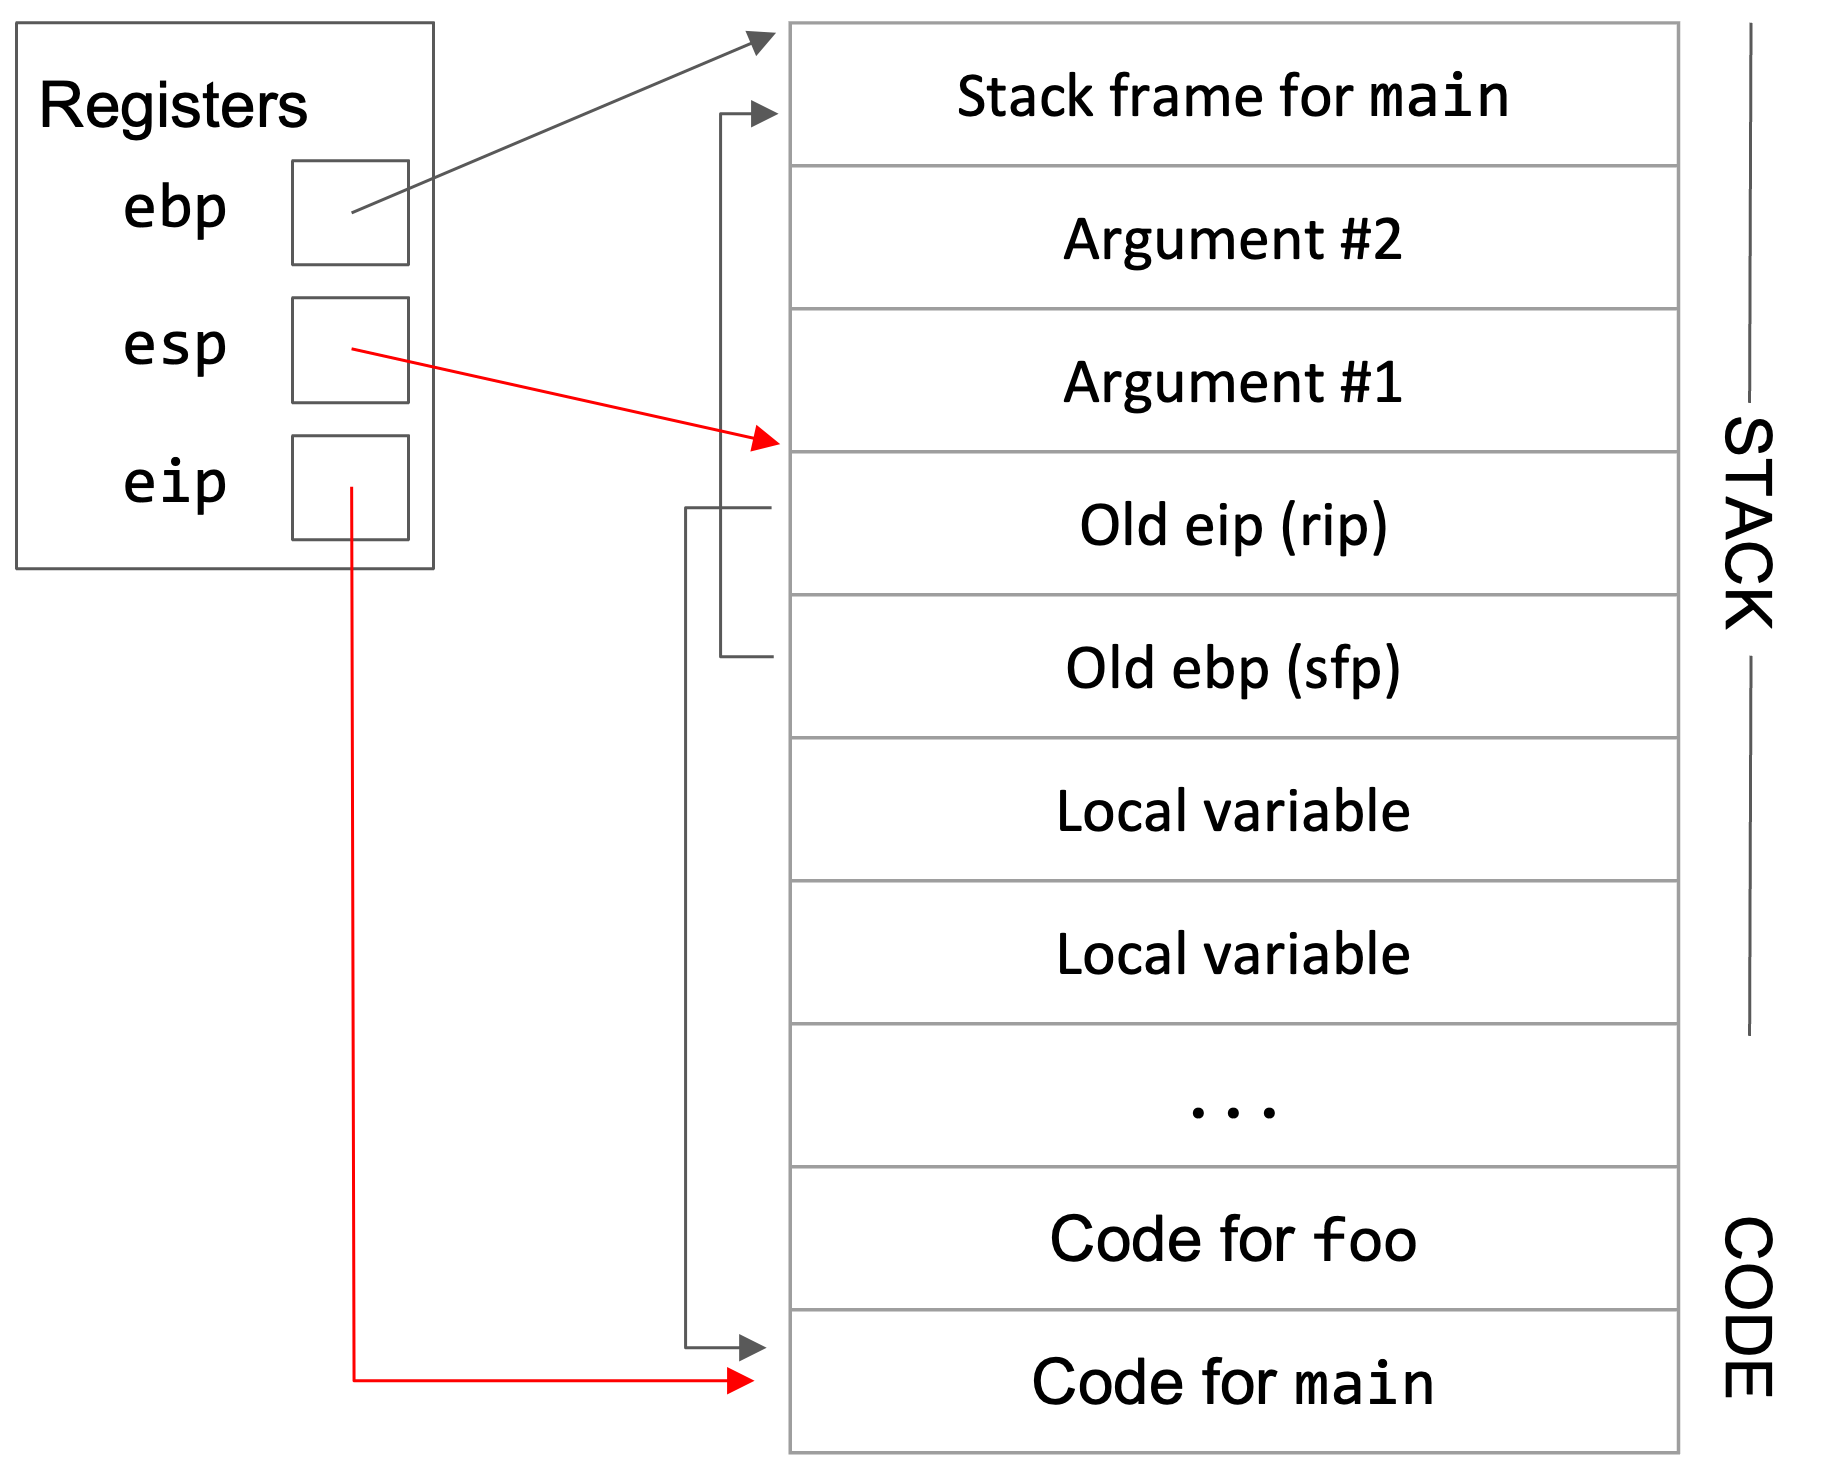 Registers
ebp
esp
eip
Stack frame for main
Argument #2
Argument #1
Old eip (rip)
Old ebp (sfp)
Local variable
Local variable
...
Code for foo
Code for main
STACK
CODE